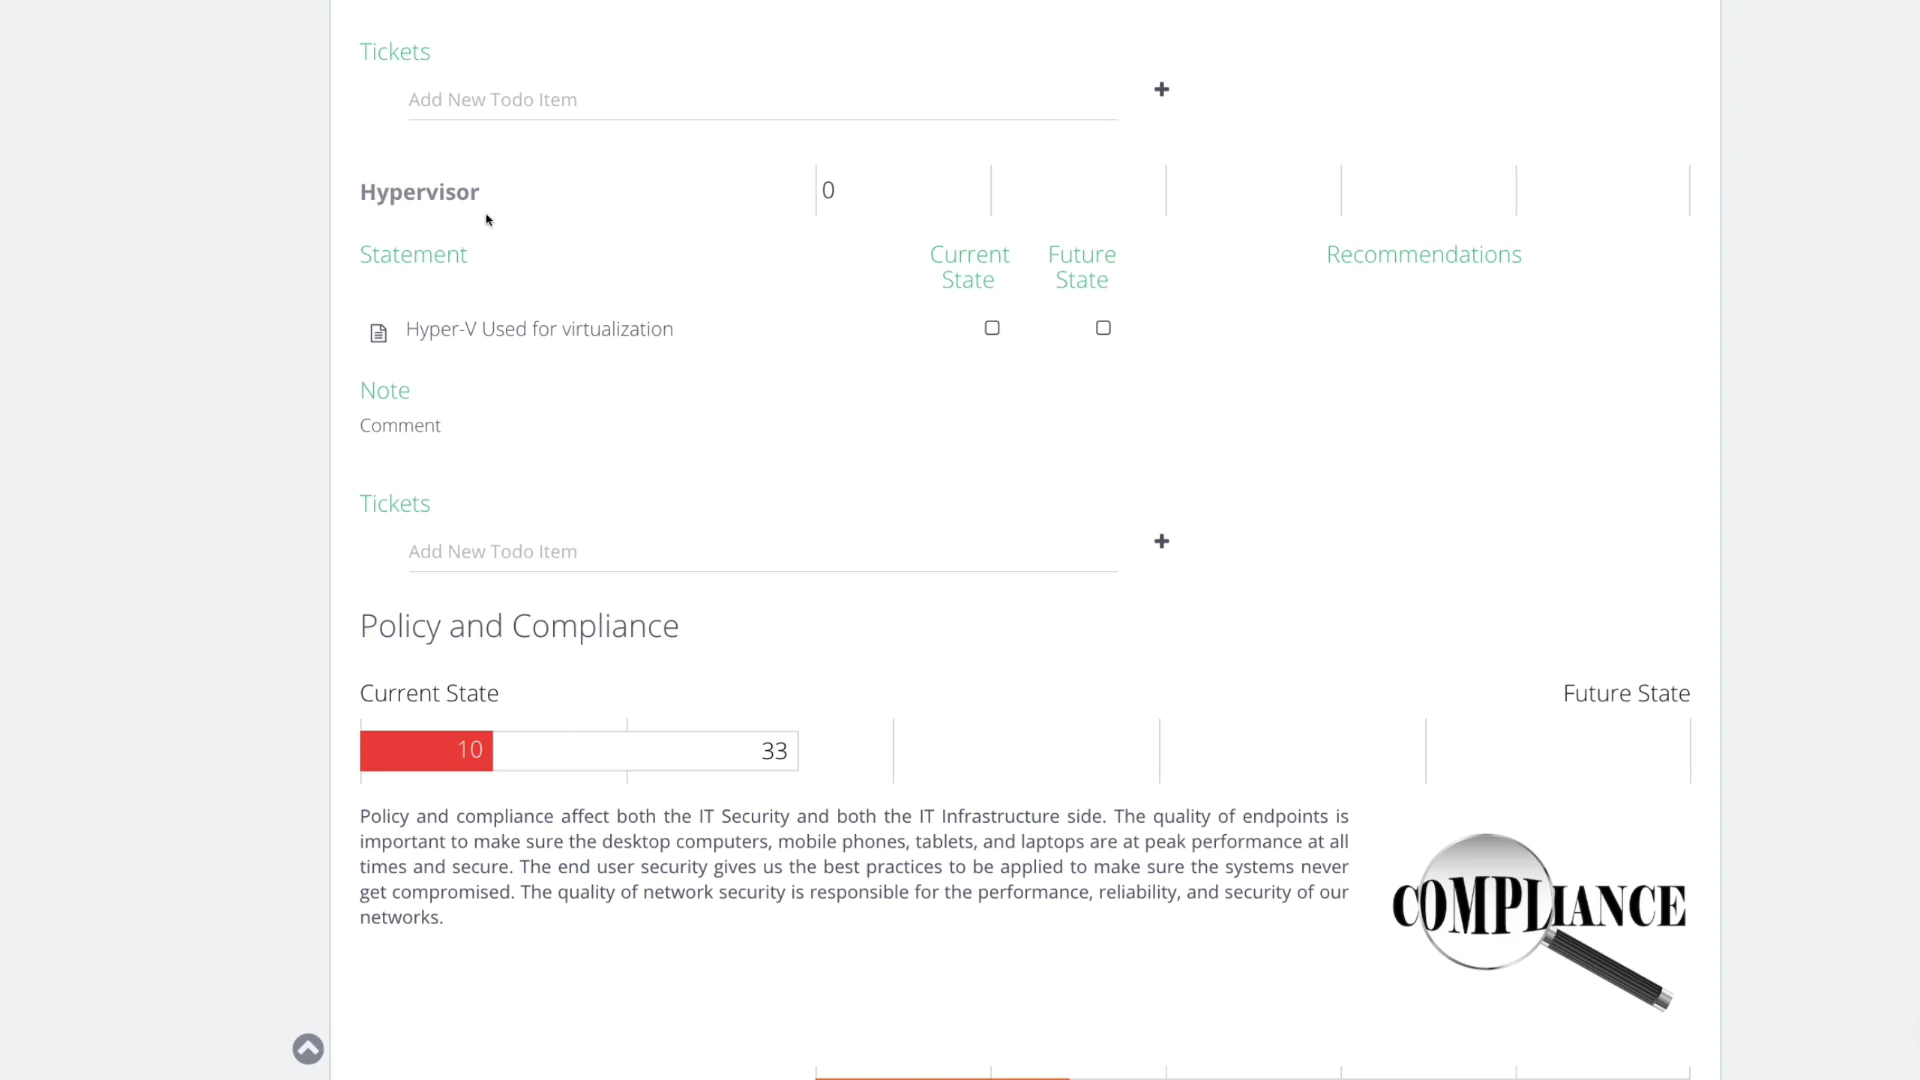 Tickets
Add New Todo Item
Hypervisor 0
Statement Current State Future State Recommendations
Hyper-V Used for virtualization
Note
Comment
Tickets
Add New Todo Item
Policy and Compliance
Current State Future State
10 33
Policy and compliance affect both the IT Security and both the IT Infrastructure side. The quality of endpoints is
important to make sure the desktop computers, mobile phones, tablets, and laptops are at peak performance at all
times and secure. The end user security gives us the best practices to be applied to make sure the systems never
get compromised. The quality of network security is responsible for the performance, reliability, and security of our
networks.
COMPLIANCE